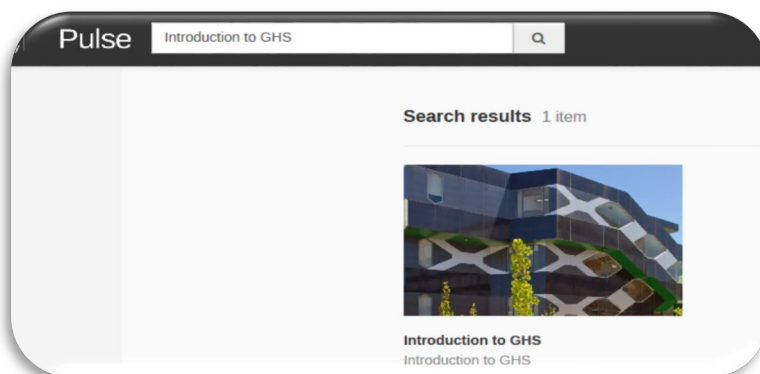 Pulse Introduction to GHS
Search results 1 item
Introduction to GHS
Introduction to GHS